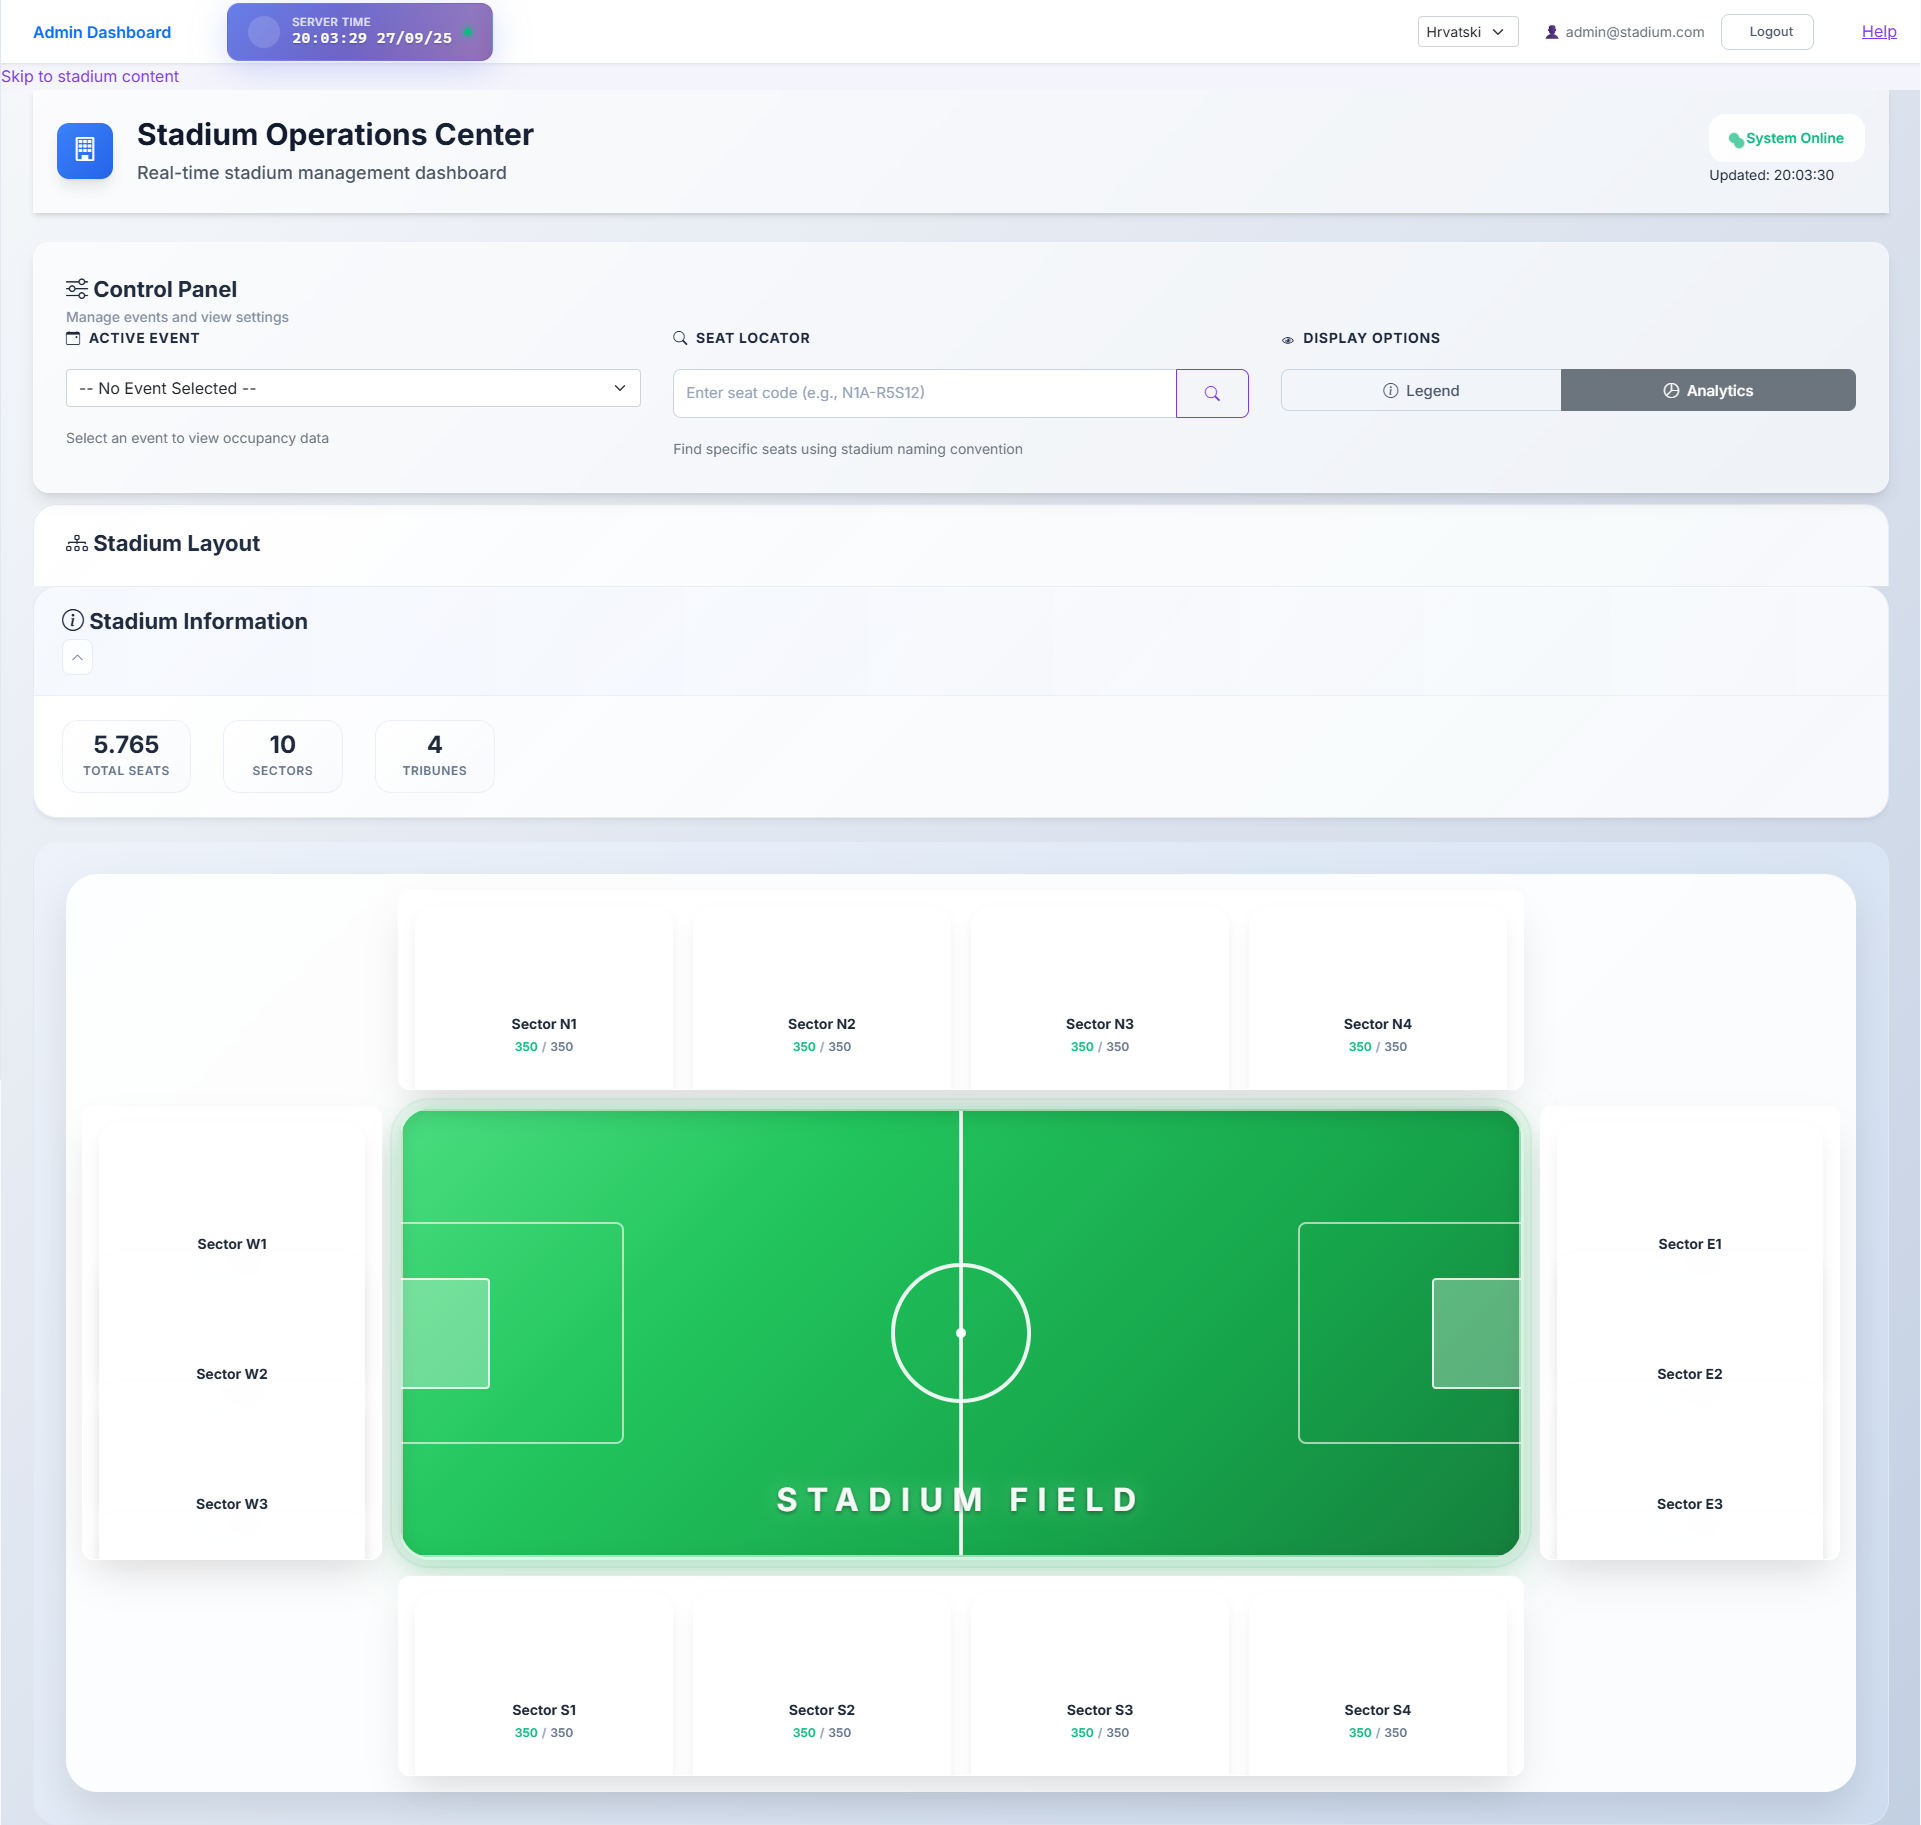 Admin Dashboard
SERVER TIME
20:03:29 27/09/25
Hrvatski
admin@stadium.com
Logout
Help
Skip to stadium content
Stadium Operations Center
Real-time stadium management dashboard
System Online
Updated: 20:03:30
Control Panel
Manage events and view settings
ACTIVE EVENT
-- No Event Selected --
Select an event to view occupancy data
SEAT LOCATOR
Enter seat code (e.g., N1A-R5S12)
Find specific seats using stadium naming convention
DISPLAY OPTIONS
Legend
Analytics
Stadium Layout
Stadium Information
5.765
TOTAL SEATS
10
SECTORS
4
TRIBUNES
Sector N1
350 / 350
Sector N2
350 / 350
Sector N3
350 / 350
Sector N4
350 / 350
Sector W1
Sector W2
Sector W3
STADIUM FIELD
Sector E1
Sector E2
Sector E3
Sector S1
350 / 350
Sector S2
350 / 350
Sector S3
350 / 350
Sector S4
350 / 350